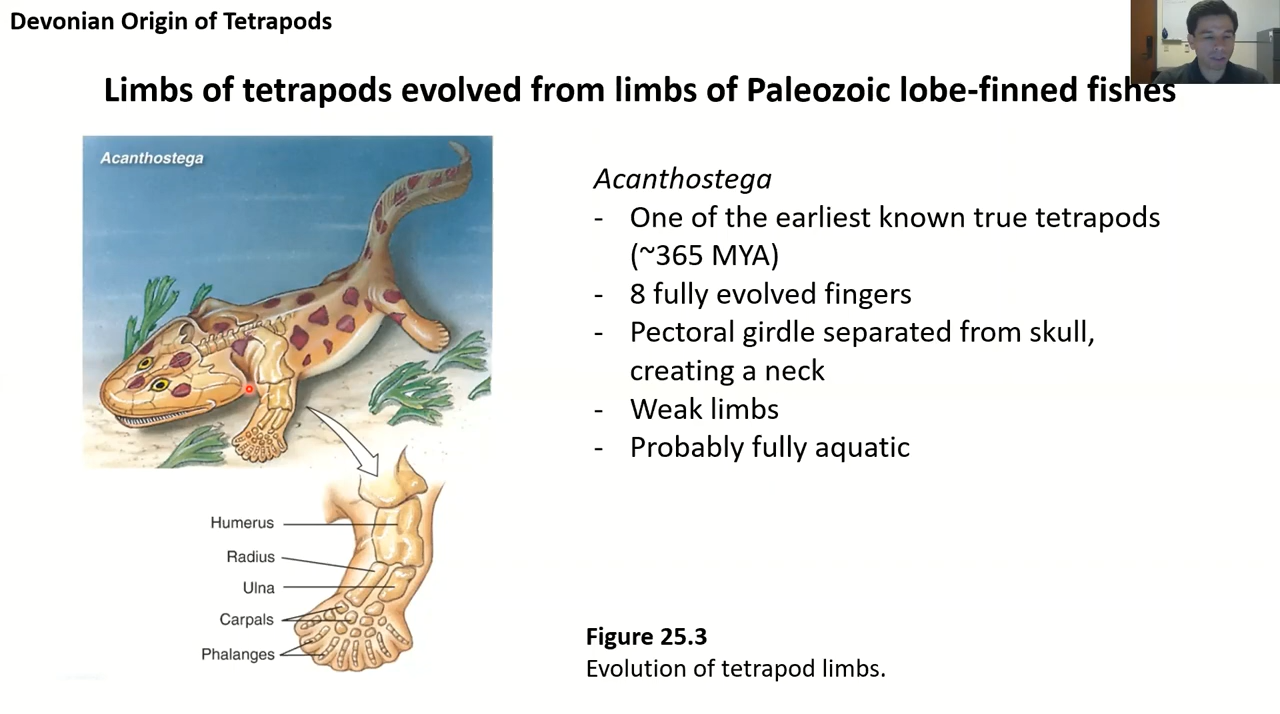 Devonian Origin of Tetrapods
Limbs of tetrapods evolved from limbs of Paleozoic lobe-finned fishes
Acanthostega
Acanthostega
- One of the earliest known true tetrapods
(~365 MYA)
- 8 fully evolved fingers
- Pectoral girdle separated from skull,
creating a neck
- Weak limbs
- Probably fully aquatic
Humerus
Radius
Ulna
Carpals
Phalanges
Figure 25.3
Evolution of tetrapod limbs.